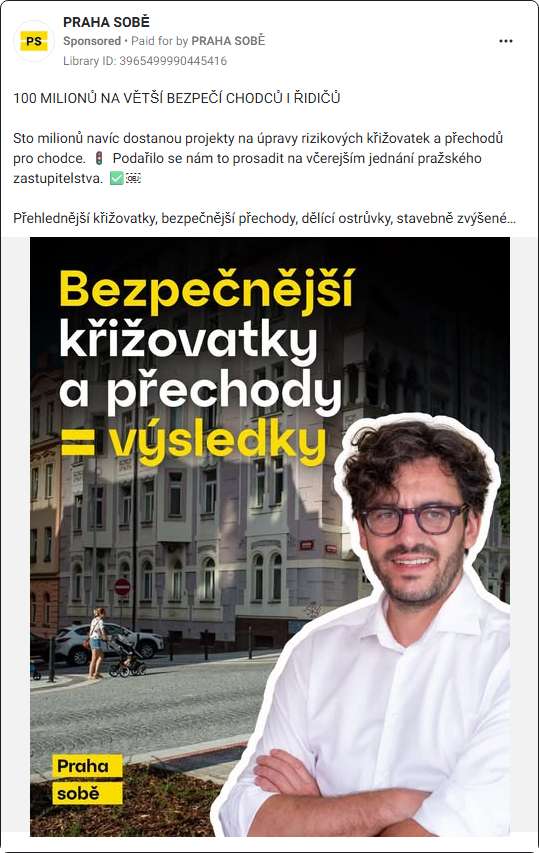 PRAHA SOBĚ
Sponsored • Paid for by PRAHA SOBĚ
Library ID: 3965499990445416
PS
100 MILIONŮ NA VĚTŠÍ BEZPEČÍ CHODCŮ I ŘIDIČŮ
Sto milionů navíc dostanou projekty na úpravy rizikových křižovatek a přechodů
pro chodce. 🚦 Podařilo se nám to prosadit na včerejším jednání pražského
zastupitelstva. ✅￼
Přehlednější křižovatky, bezpečnější přechody, dělící ostrůvky, stavebně zvýšené…
Bezpečnější
křižovatky
a přechody
= výsledky
Praha
sobě